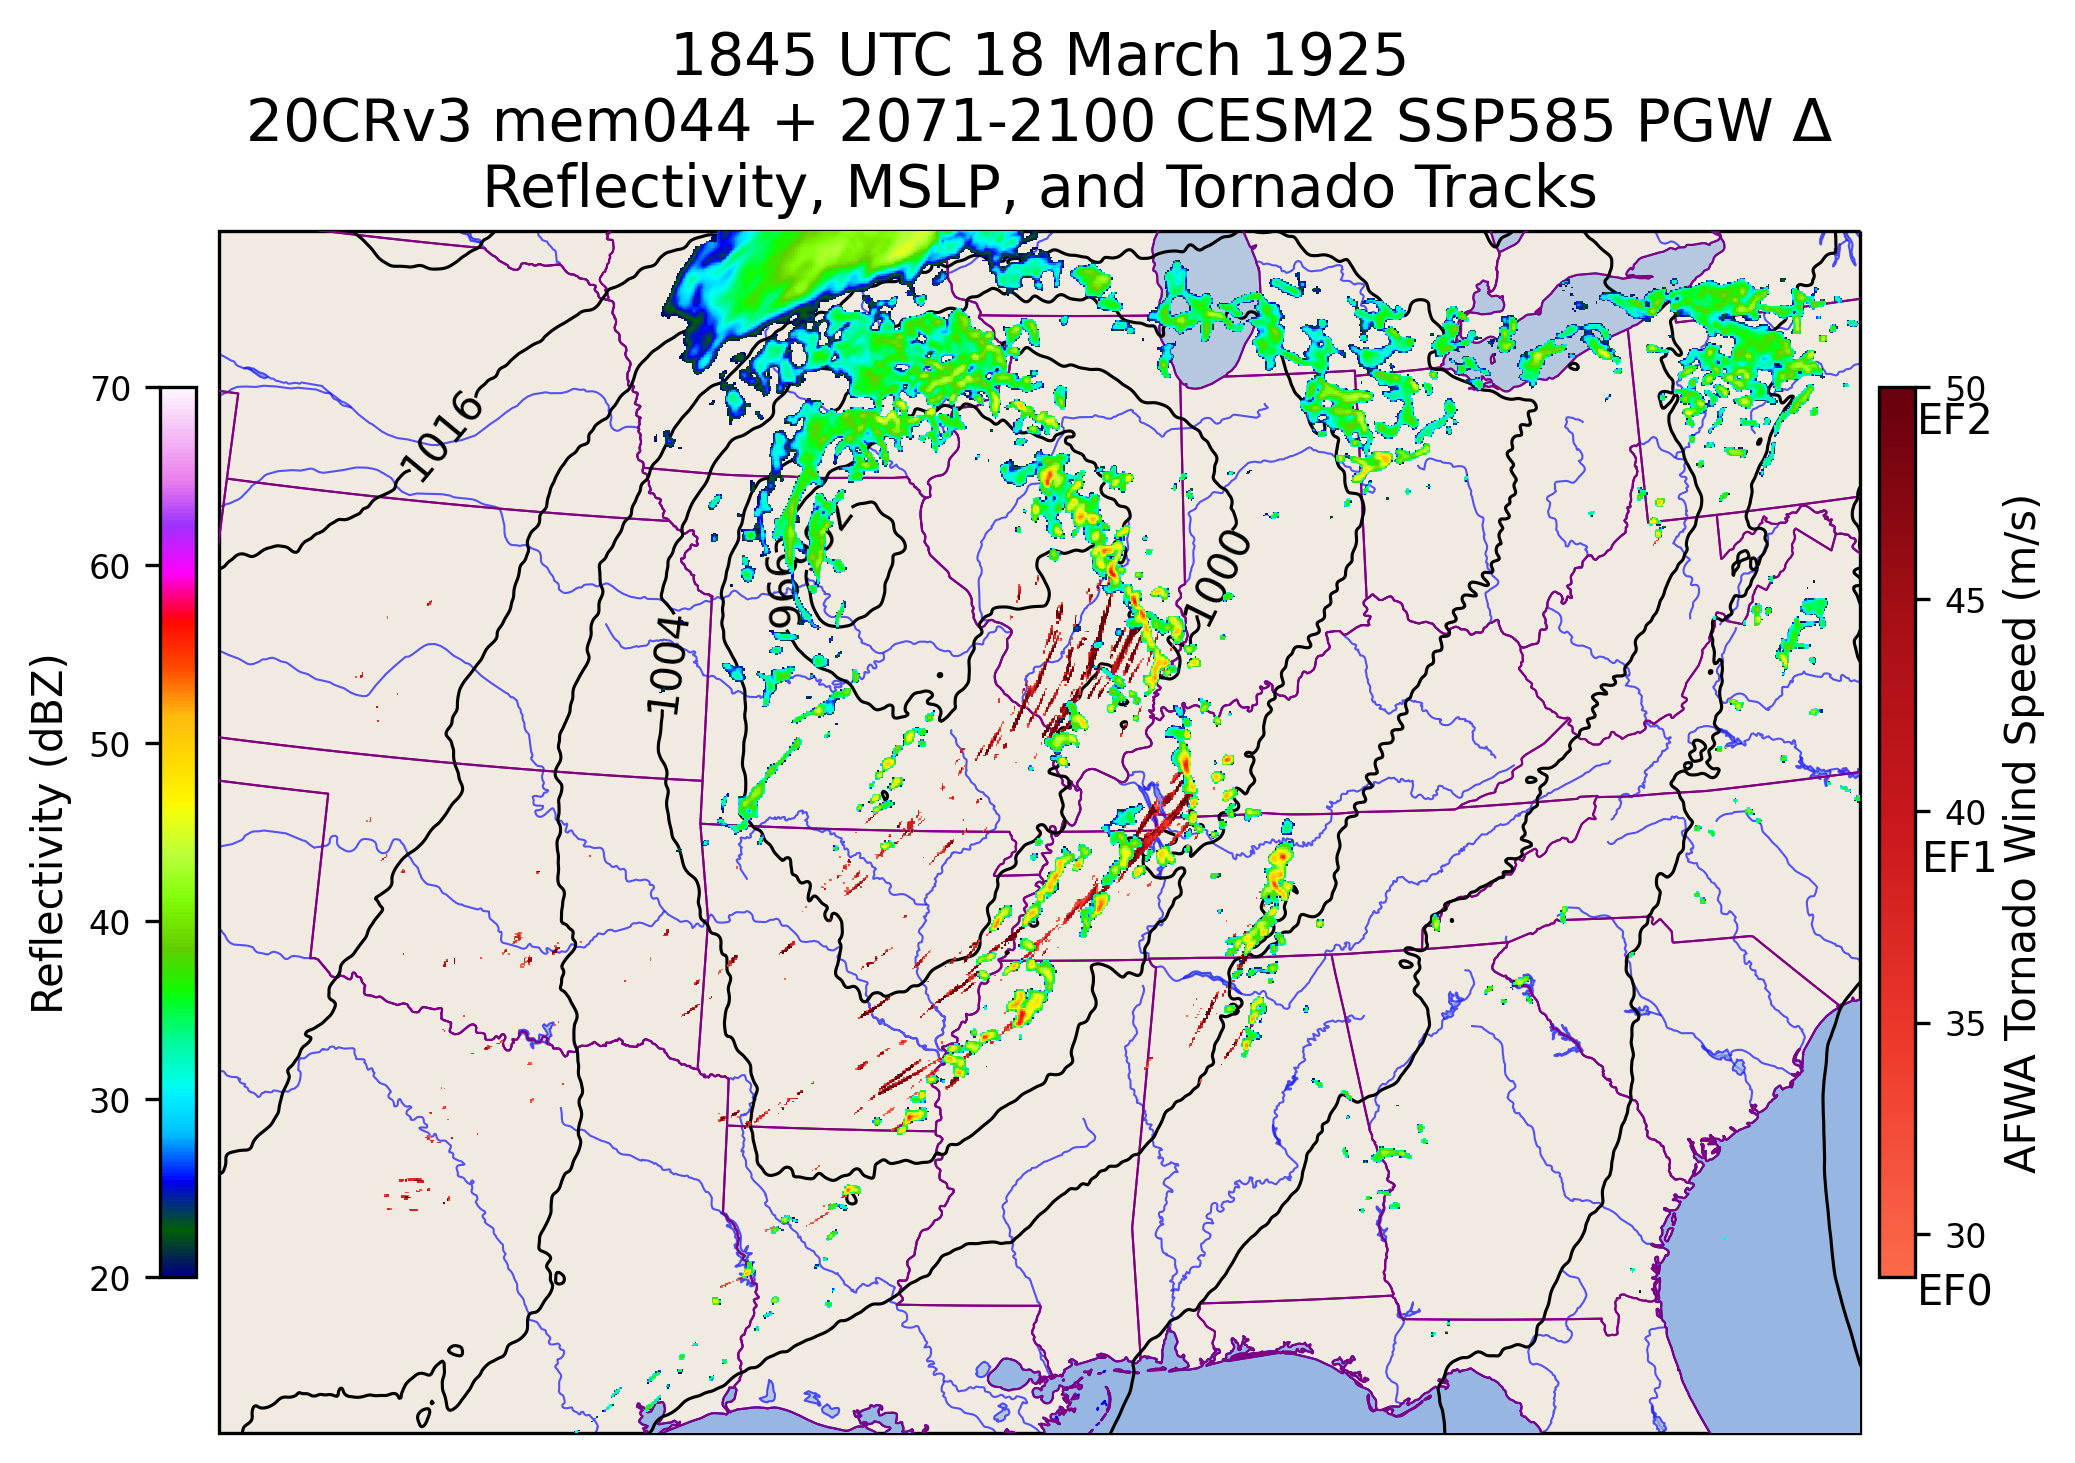 1845 UTC 18 March 1925
20CRv3 mem044 + 2071-2100 CESM2 SSP585 PGW Δ
Reflectivity, MSLP, and Tornado Tracks
Reflectivity (dBZ)
70
60
50
40
30
20
1016
1004
996
1000
50
EF2
45
40
EF1
35
30
EF0
AFWA Tornado Wind Speed (m/s)